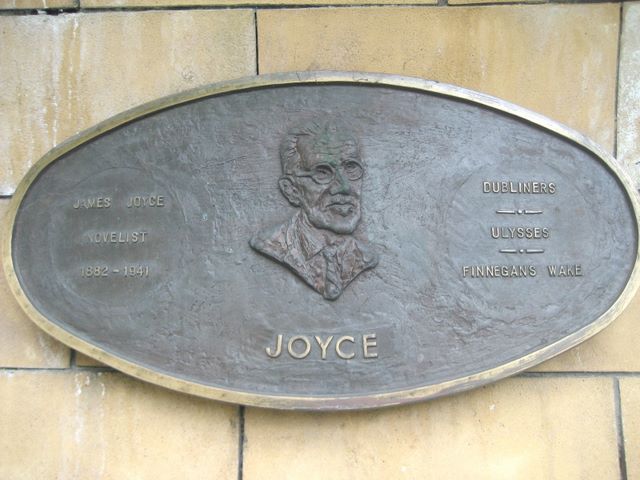 JAMES JOYCE
NOVELIST
1882 - 1941
DUBLINERS
ULYSSES
FINNEGANS WAKE
JOYCE